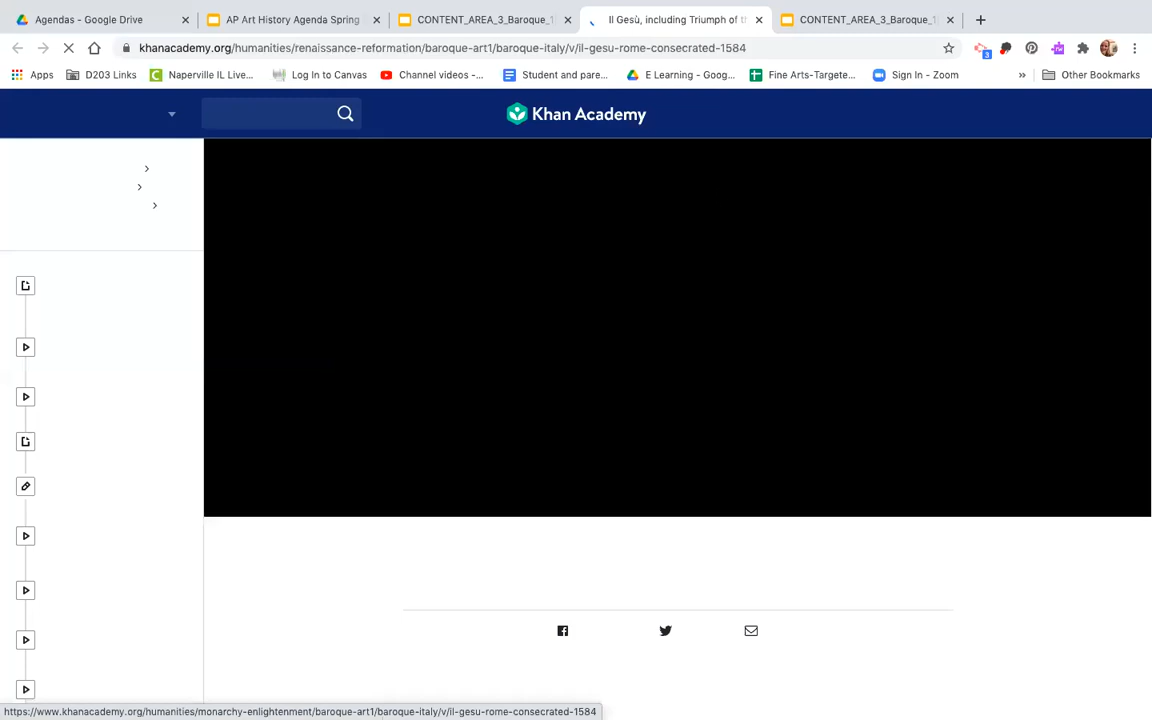 Agendas - Google Drive
AP Art History Agenda Spring
CONTENT_AREA_3_Baroque_1
Il Gesù, including Triumph of th
CONTENT_AREA_3_Baroque_1
khanacademy.org/humanities/renaissance-reformation/baroque-art1/baroque-italy/v/il-gesu-rome-consecrated-1584
3
Apps
D203 Links
Naperville IL Live...
Log In to Canvas
Channel videos -...
Student and pare...
E Learning - Goog...
Fine Arts-Targete...
Sign In - Zoom
»
Other Bookmarks
Khan Academy
https://www.khanacademy.org/humanities/monarchy-enlightenment/baroque-art1/baroque-italy/v/il-gesu-rome-consecrated-1584